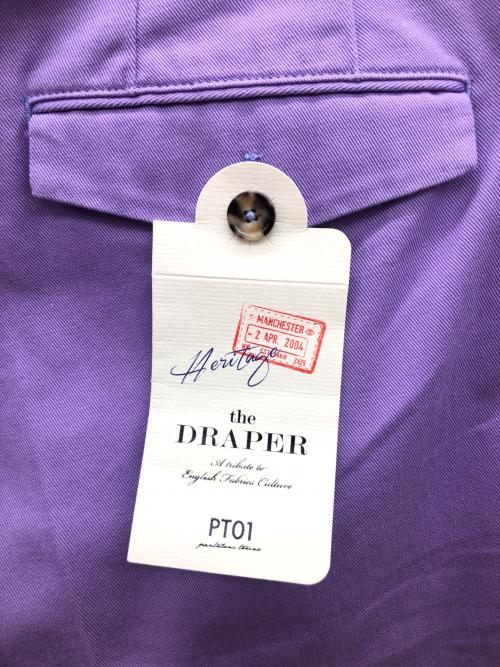 MANCHESTER
- 2 APR. 2004
Heritage
the
DRAPER
A tribute to
English Fabrics Culture
PT01
pantaloni torino